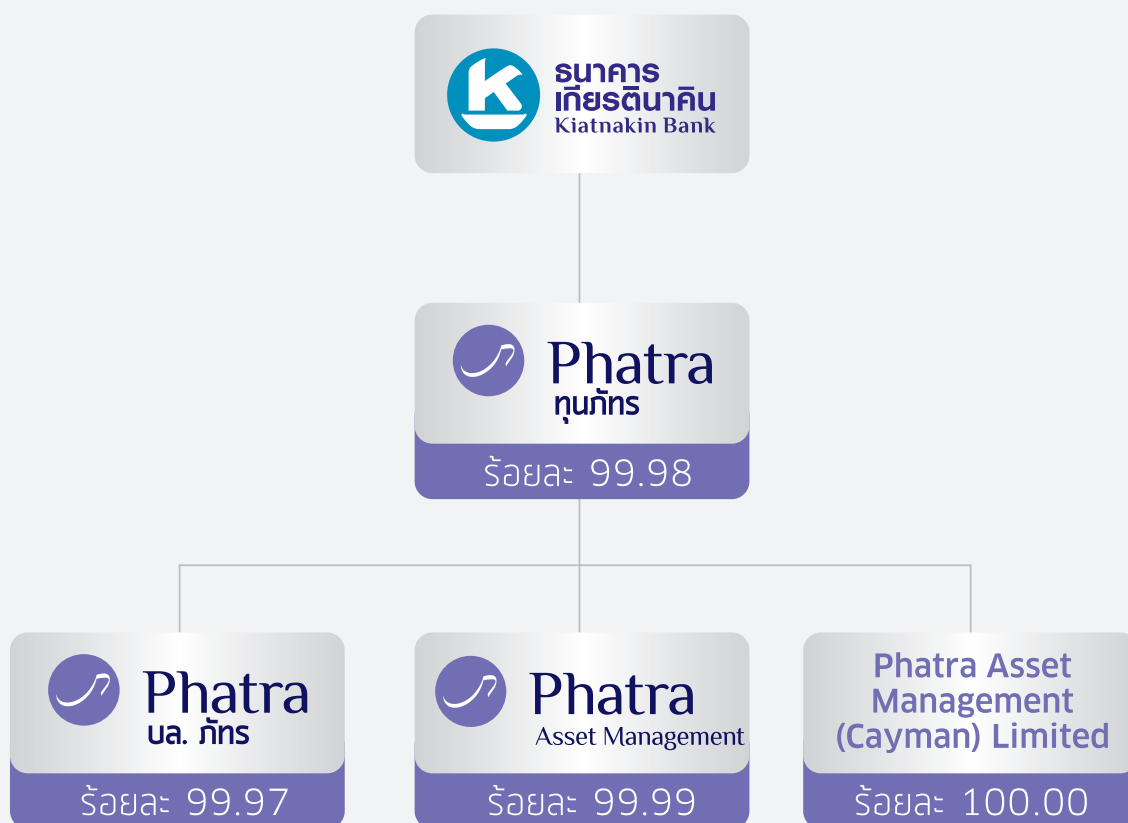 ธนาคาร
เกียรตินาคิน
Kiatnakin Bank
Phatra
ทุนภัทร
ร้อยละ 99.98
Phatra
บล. ภัทร
ร้อยละ 99.97
Phatra
Asset Management
ร้อยละ 99.99
Phatra Asset
Management
(Cayman) Limited
ร้อยละ 100.00